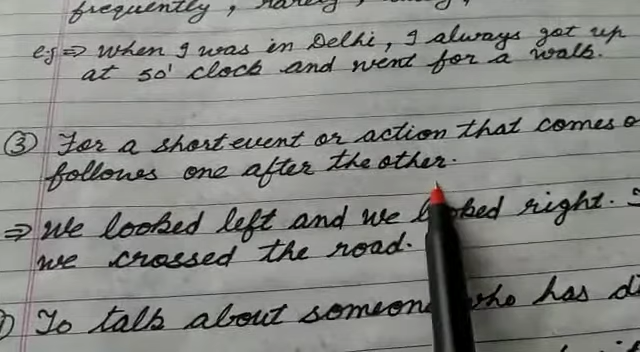 frequently,
e.g ⇒ When I was in Delhi, I always got up
at 5o' clock and went for a walk.
③ For a short event or action that comes
follows one after the other.
⇒ We looked left and we looked right.
we crossed the road.
To talk about someone who has